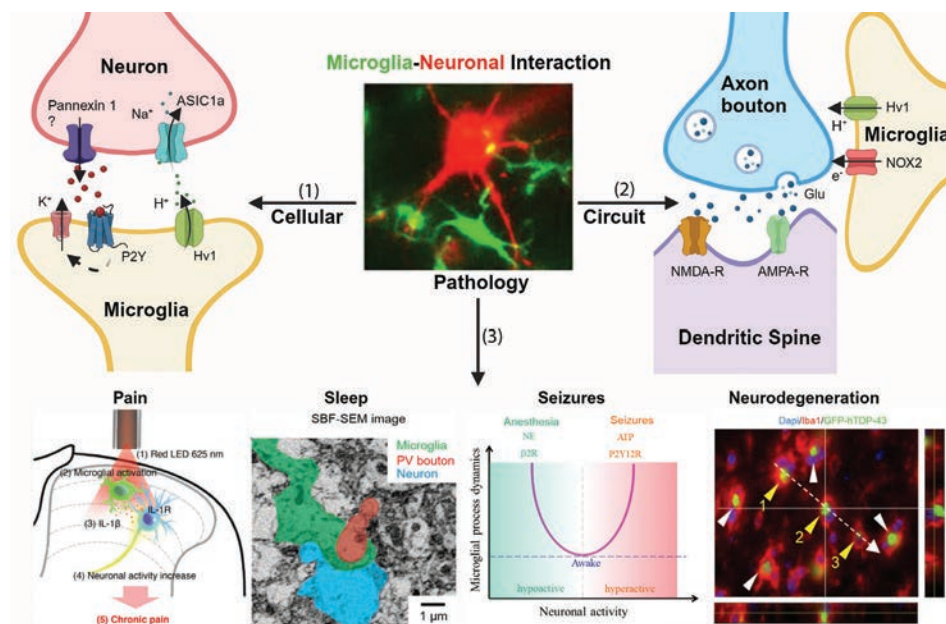 Microglia-Neuronal Interaction
Neuron
Pannexin 1
?
Na⁺
ASIC1a
K⁺
H⁺
P2Y
Hv1
Microglia
(1)
Cellular
(2)
Circuit
Pathology
(3)
Axon
bouton
Hv1
H⁺
Microglia
NOX2
e⁻
Glu
NMDA-R
AMPA-R
Dendritic Spine
Pain
(1) Red LED 625 nm
(2) Microglial activation
IL-1R
(3) IL-1β
(4) Neuronal activity increase
(5) Chronic pain
Sleep
SBF-SEM image
Microglia
PV bouton
Neuron
1 μm
Seizures
Anesthesia
NE
β2R
Seizures
ATP
P2Y12R
Microglial process dynamics
Awake
hypoactive
hyperactive
Neuronal activity
Neurodegeneration
Dapi/Iba1/GFP-hTDP-43
1
2
3